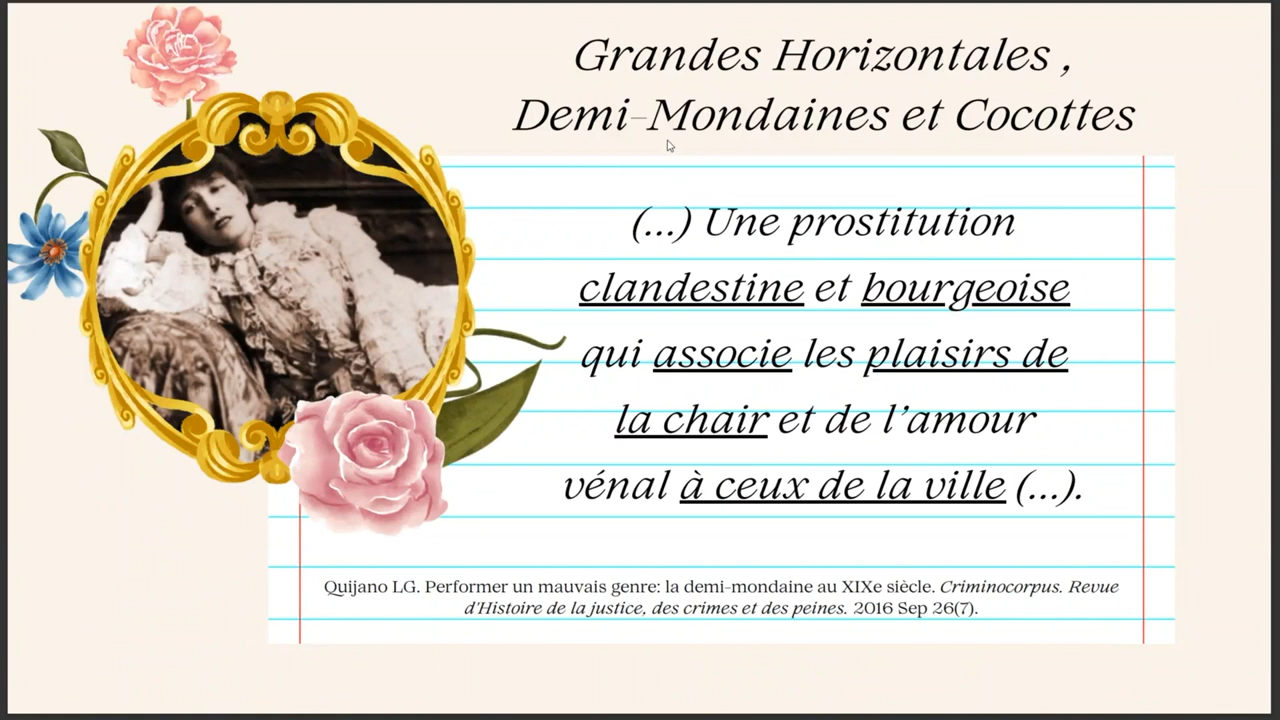 Grandes Horizontales ,
Demi-Mondaines et Cocottes
(...) Une prostitution
clandestine et bourgeoise
qui associe les plaisirs de
la chair et de l’amour
vénal à ceux de la ville (...).
Quijano LG. Performer un mauvais genre: la demi-mondaine au XIXe siècle. Criminocorpus. Revue
d'Histoire de la justice, des crimes et des peines. 2016 Sep 26(7).